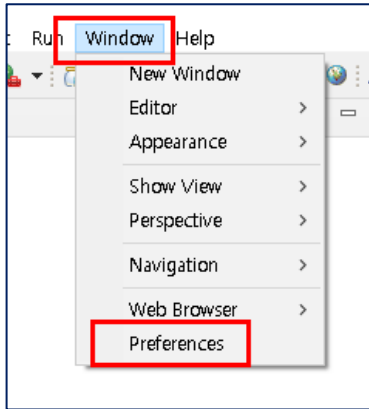 Run Window Help
New Window
Editor
Appearance
Show View
Perspective
Navigation
Web Browser
Preferences